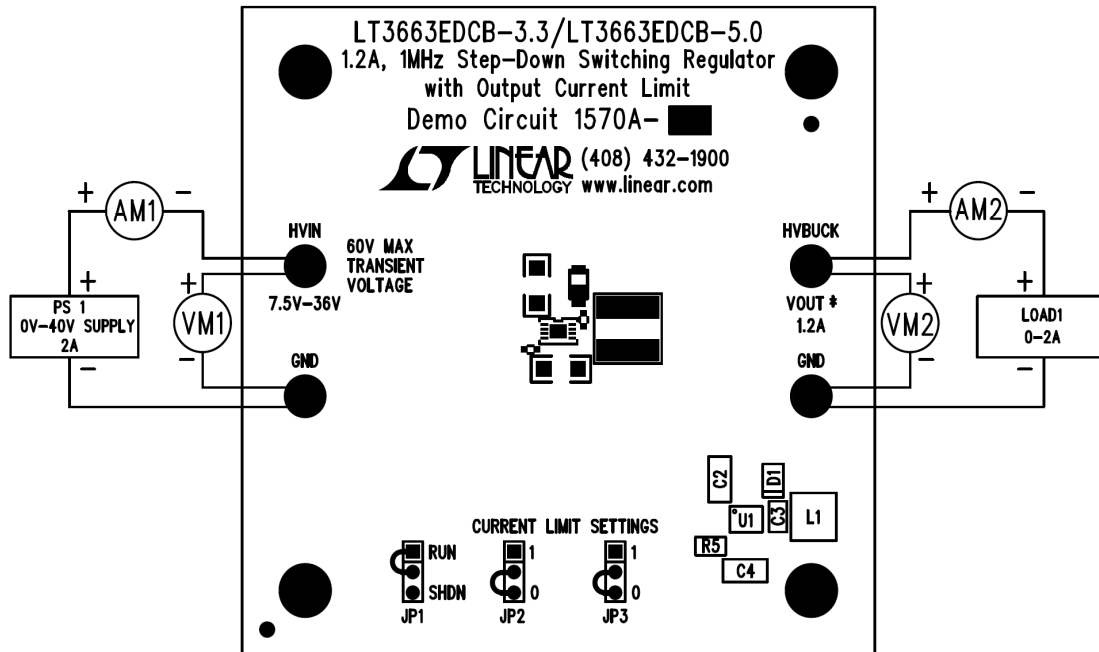 LT3663EDCB-3.3/LT3663EDCB-5.0
1.2A, 1MHz Step-Down Switching Regulator
with Output Current Limit
Demo Circuit 1570A-
LINEAR
TECHNOLOGY
(408) 432-1900
www.linear.com
+ AM1 -
+ AM2 -
HVIN
60V MAX
TRANSIENT
VOLTAGE
7.5V-36V
HVBUCK
VOUT *
1.2A
+
PS 1
0V-40V SUPPLY
2A
-
+
VM1
-
+
VM2
-
+
LOAD1
0-2A
-
GND
GND
C2
D1
U1
C3
L1
R5
C4
CURRENT LIMIT SETTINGS
RUN
SHDN
JP1
1
0
JP2
1
0
JP3